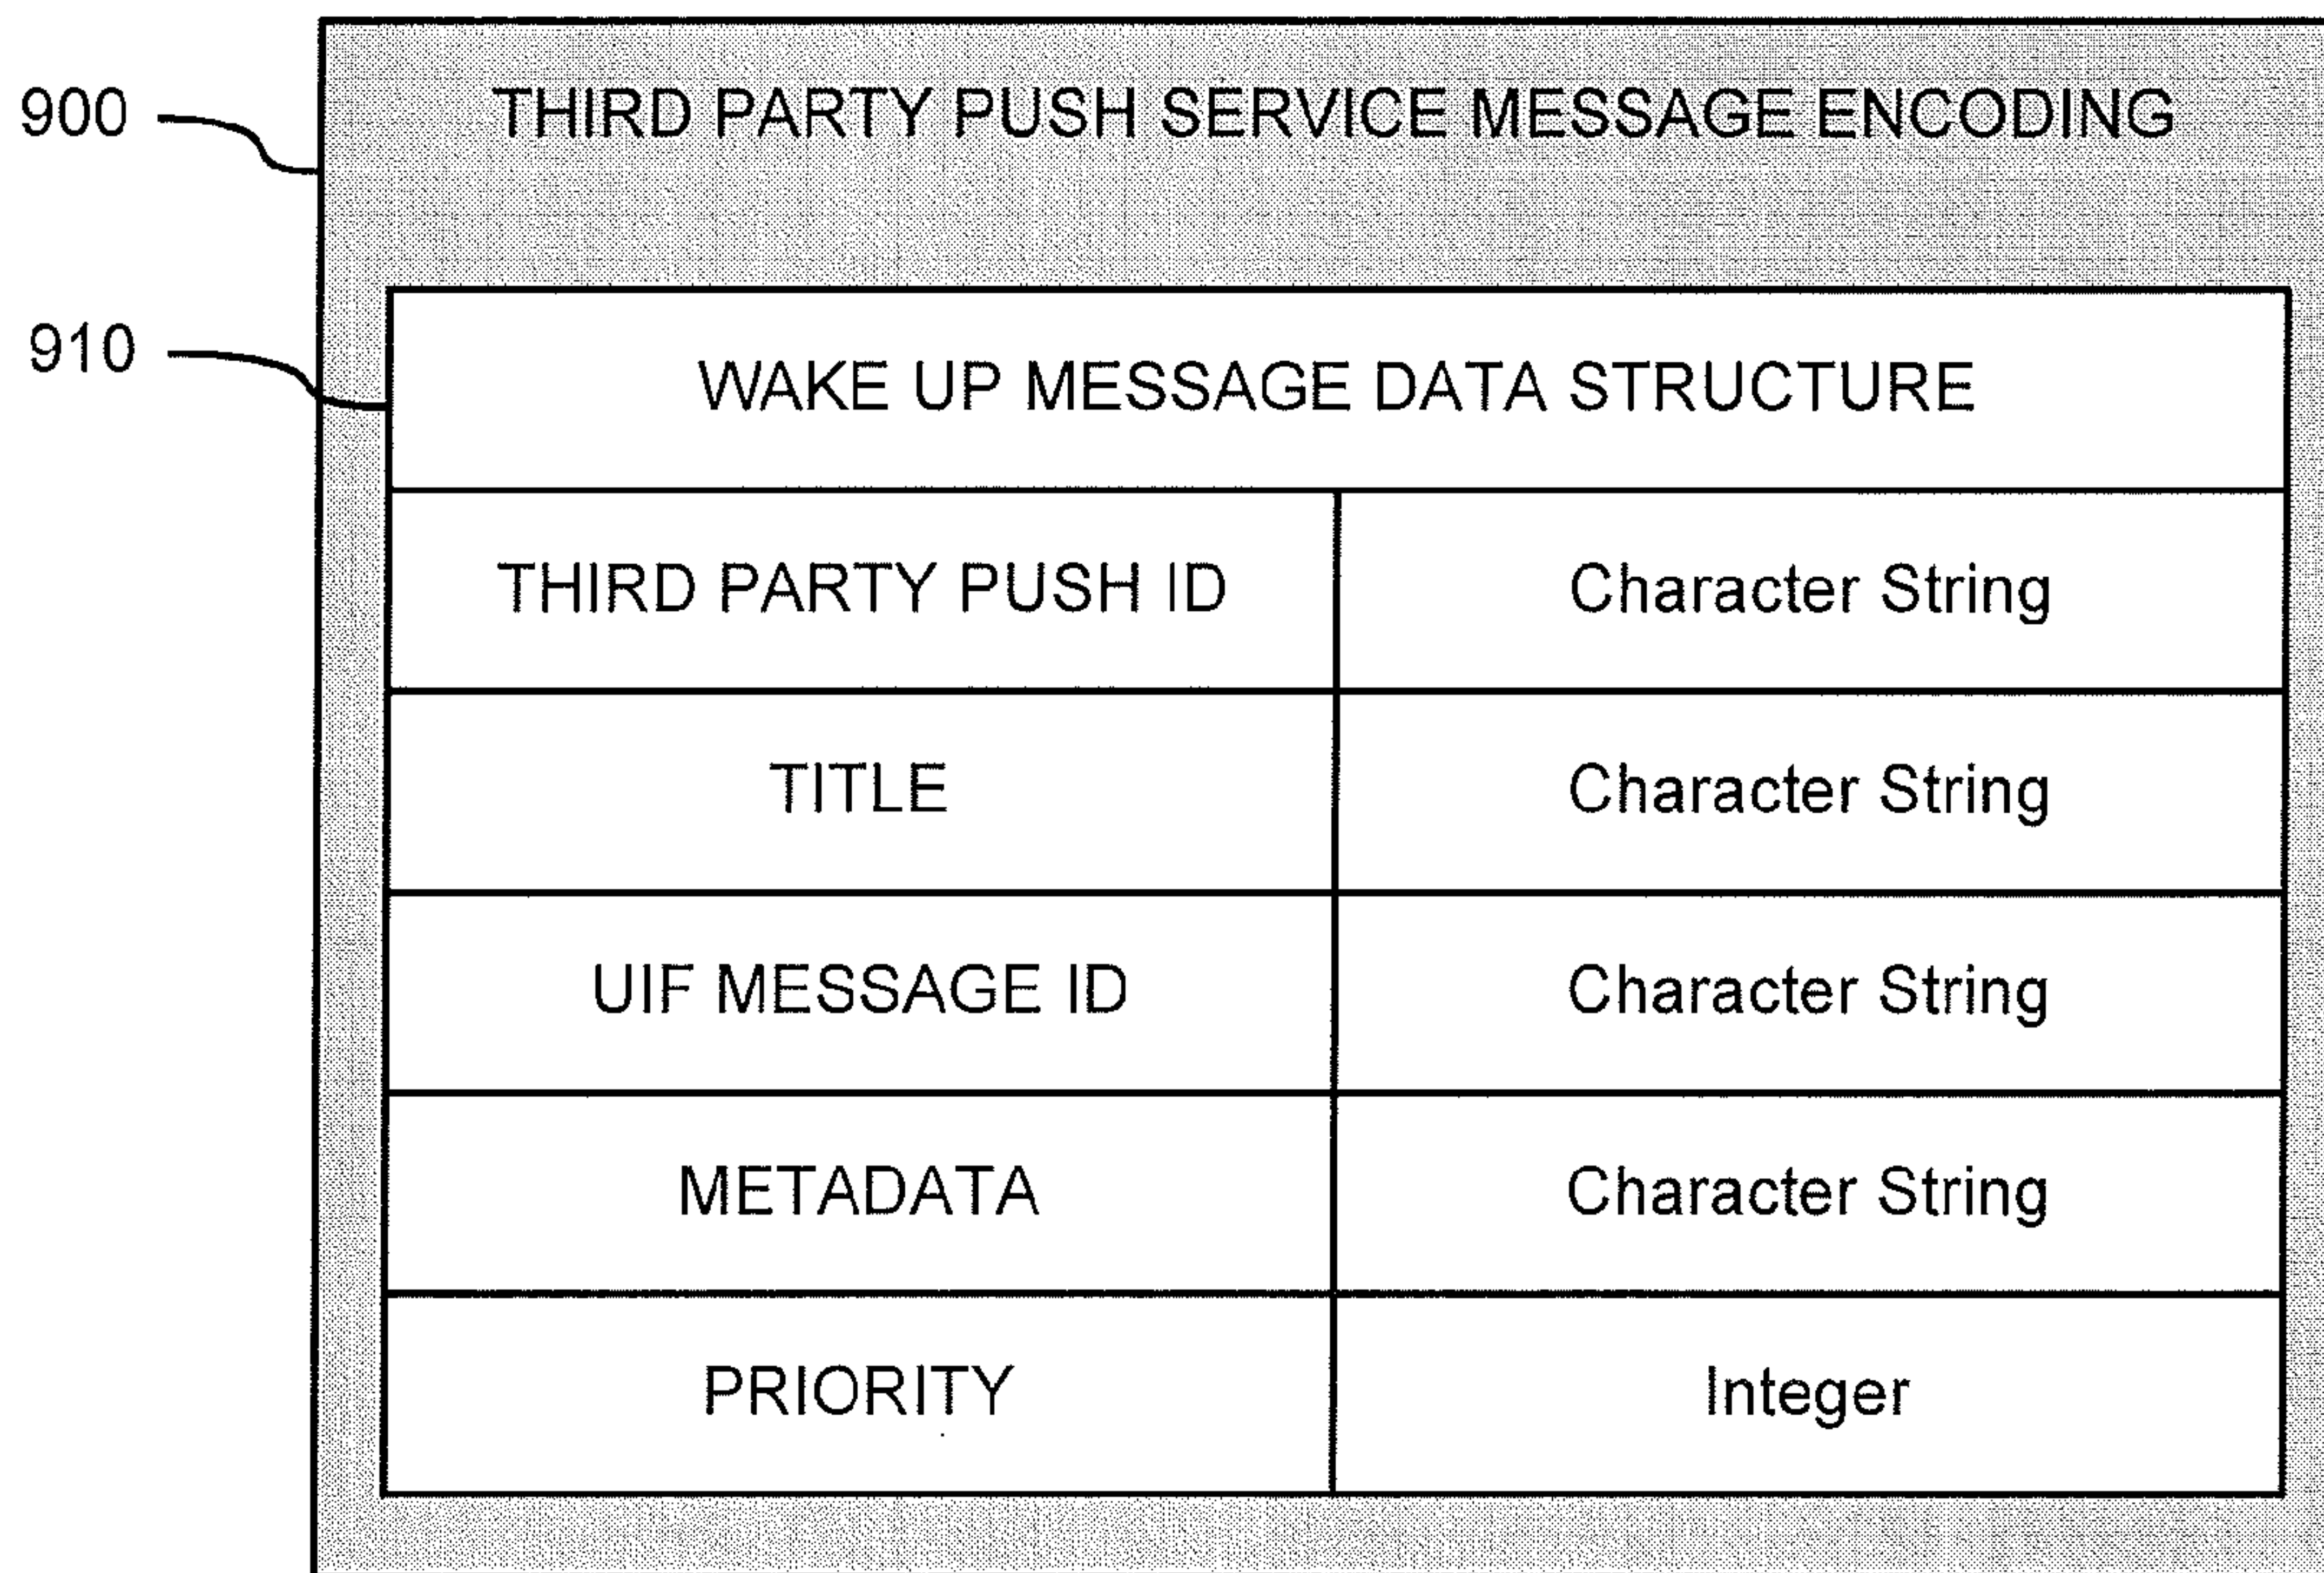 900
THIRD PARTY PUSH SERVICE MESSAGE ENCODING
910
WAKE UP MESSAGE DATA STRUCTURE
THIRD PARTY PUSH ID Character String
TITLE Character String
UIF MESSAGE ID Character String
METADATA Character String
PRIORITY Integer